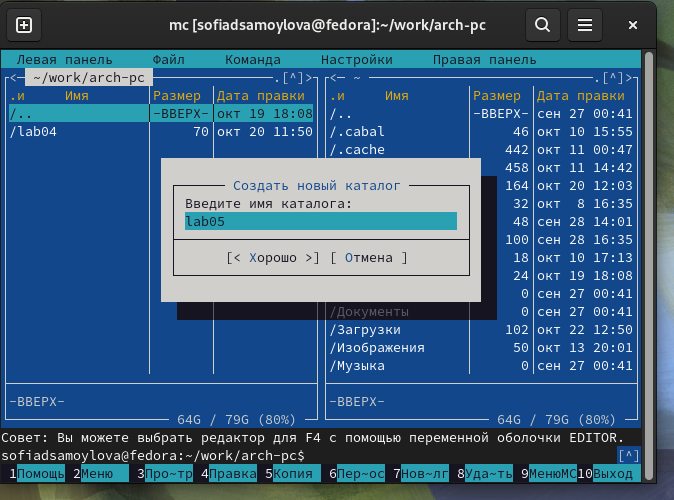 mc [sofiadsamoylova@fedora]:~/work/arch-pc
Левая панель Файл Команда Настройки Правая панель
~/work/arch-pc .[^]>
.и Имя Размер Дата правки
/.. -ВВЕРХ- окт 19 18:08
/lab04 70 окт 20 11:50
-ВВЕРХ-
64G / 79G (80%)
<— ~ .[^]>
.и Имя Размер Дата правки
/.. -ВВЕРХ- сен 27 00:41
/.cabal 46 окт 10 15:55
/.cache 442 окт 11 00:47
458 окт 11 14:42
164 окт 20 12:03
32 окт 8 16:35
48 сен 28 14:01
100 сен 28 16:35
18 окт 10 17:13
24 окт 19 18:08
0 сен 27 00:41
/Документы 0 сен 27 00:41
/Загрузки 102 окт 22 12:50
/Изображения 50 окт 13 20:01
/Музыка 0 сен 27 00:41
-ВВЕРХ-
64G / 79G (80%)
Создать новый каталог
Введите имя каталога:
lab05
[< Хорошо >] [ Отмена ]
Совет: Вы можете выбрать редактор для F4 с помощью переменной оболочки EDITOR.
sofiadsamoylova@fedora:~/work/arch-pc$ [^]
1Помощь 2Меню 3Про~тр 4Правка 5Копия 6Пер~ос 7Нов~лг 8Уда~ть 9МенюМС 10Выход